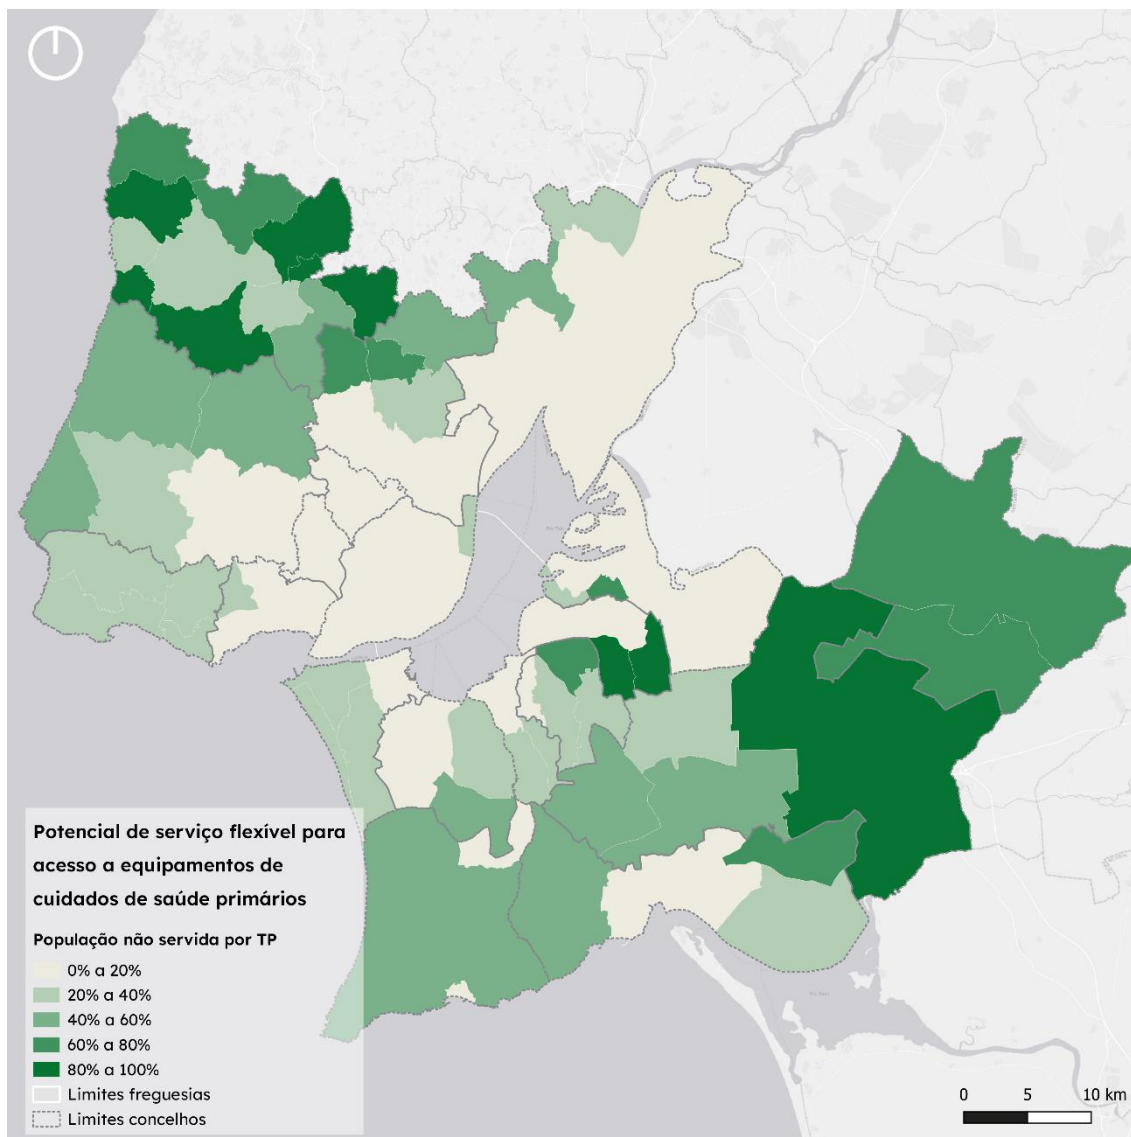 Potencial de serviço flexível para
acesso a equipamentos de
cuidados de saúde primários
População não servida por TP
0% a 20%
20% a 40%
40% a 60%
60% a 80%
80% a 100%
Limites freguesias
Limites concelhos
0 5 10 km